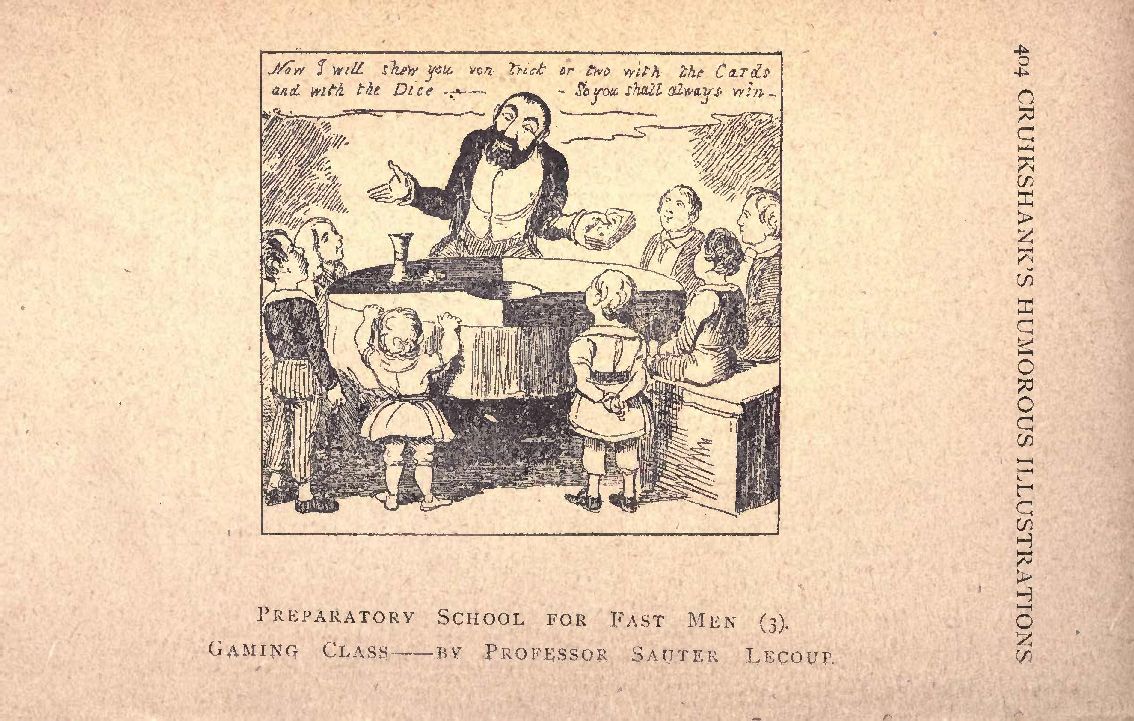 Now I will shew you von trick or two with the Cards
and with the Dice - So you shall always win -
PREPARATORY SCHOOL FOR FAST MEN (3).
GAMING CLASS——BY PROFESSOR SAUTER LECOUP.
404 CRUIKSHANK'S HUMOROUS ILLUSTRATIONS